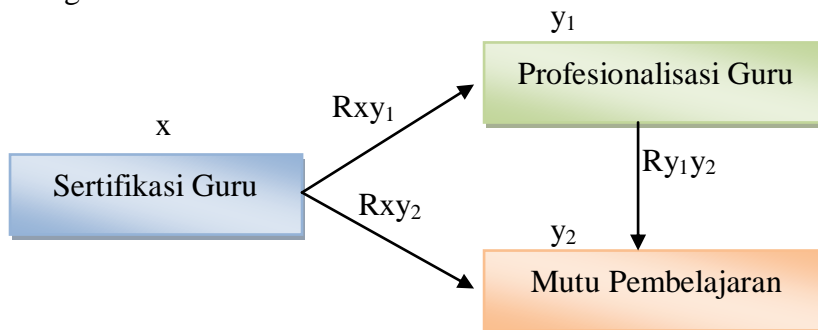 y₁
Profesionalisasi Guru
Rxy₁
x
Sertifikasi Guru
Ry₁y₂
Rxy₂
y₂
Mutu Pembelajaran